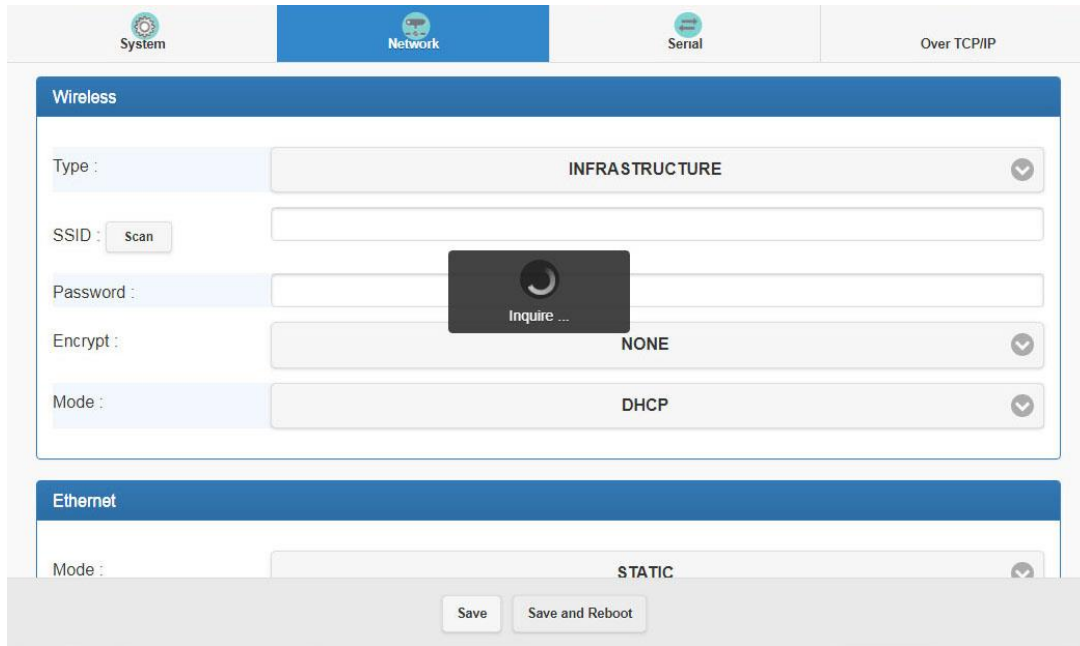 System Network Serial Over TCP/IP
Wireless
Type : INFRASTRUCTURE
SSID : Scan
Password :
Inquire ...
Encrypt : NONE
Mode : DHCP
Ethernet
Mode : STATIC
Save Save and Reboot